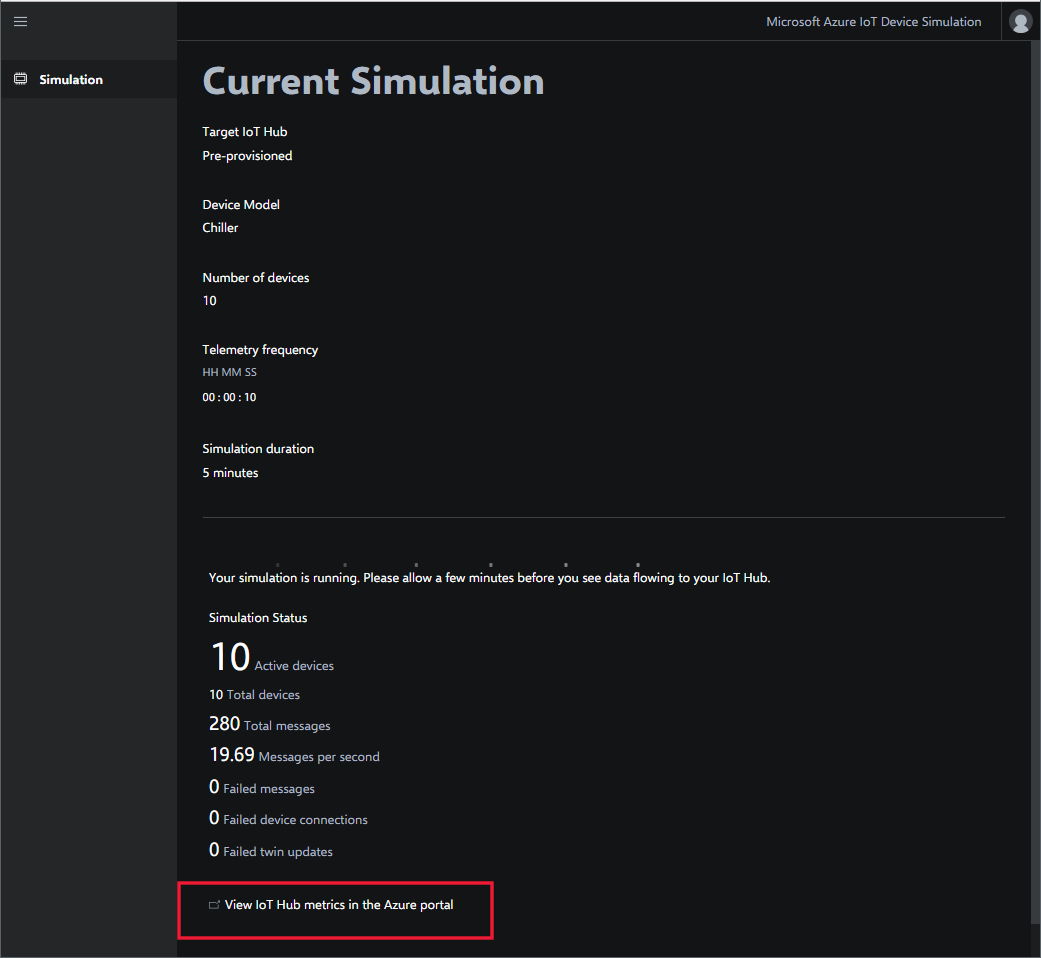 Microsoft Azure IoT Device Simulation
Simulation
Current Simulation
Target IoT Hub
Pre-provisioned
Device Model
Chiller
Number of devices
10
Telemetry frequency
HH MM SS
00 : 00 : 10
Simulation duration
5 minutes
Your simulation is running. Please allow a few minutes before you see data flowing to your IoT Hub.
Simulation Status
10 Active devices
10 Total devices
280 Total messages
19.69 Messages per second
0 Failed messages
0 Failed device connections
0 Failed twin updates
View IoT Hub metrics in the Azure portal